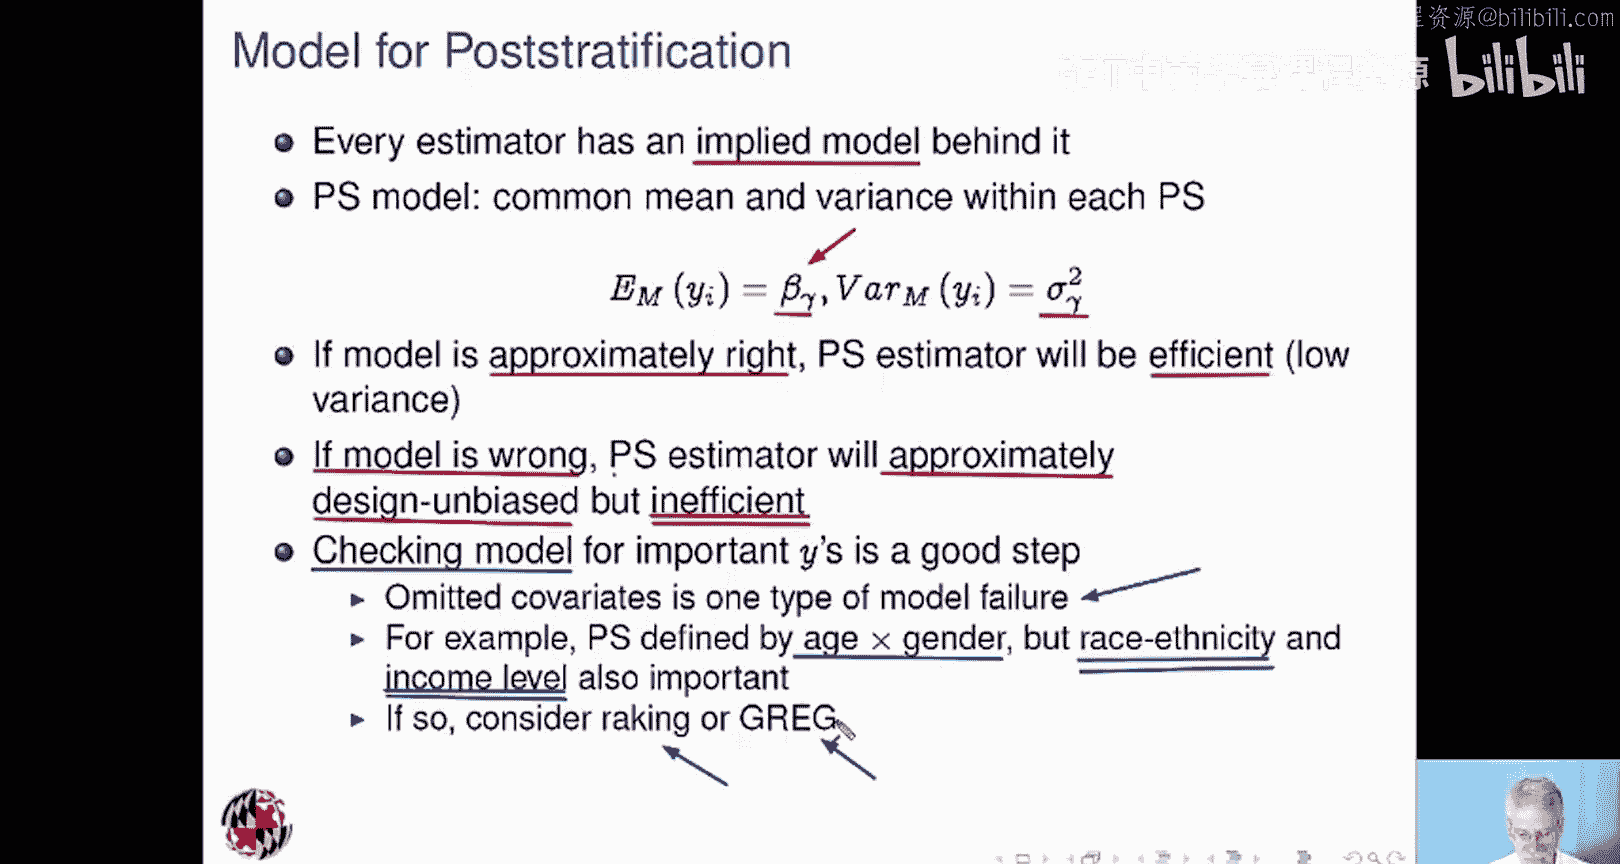 资源@bilibili.com
bilibili
Model for Poststratification
Every estimator has an implied model behind it
PS model: common mean and variance within each PS
E_M (y_i) = β_γ, Var_M (y_i) = σ²_γ
If model is approximately right, PS estimator will be efficient (low
variance)
If model is wrong, PS estimator will approximately
design-unbiased but inefficient
Checking model for important y's is a good step
Omitted covariates is one type of model failure
For example, PS defined by age × gender, but race-ethnicity and
income level also important
If so, consider raking or GREG